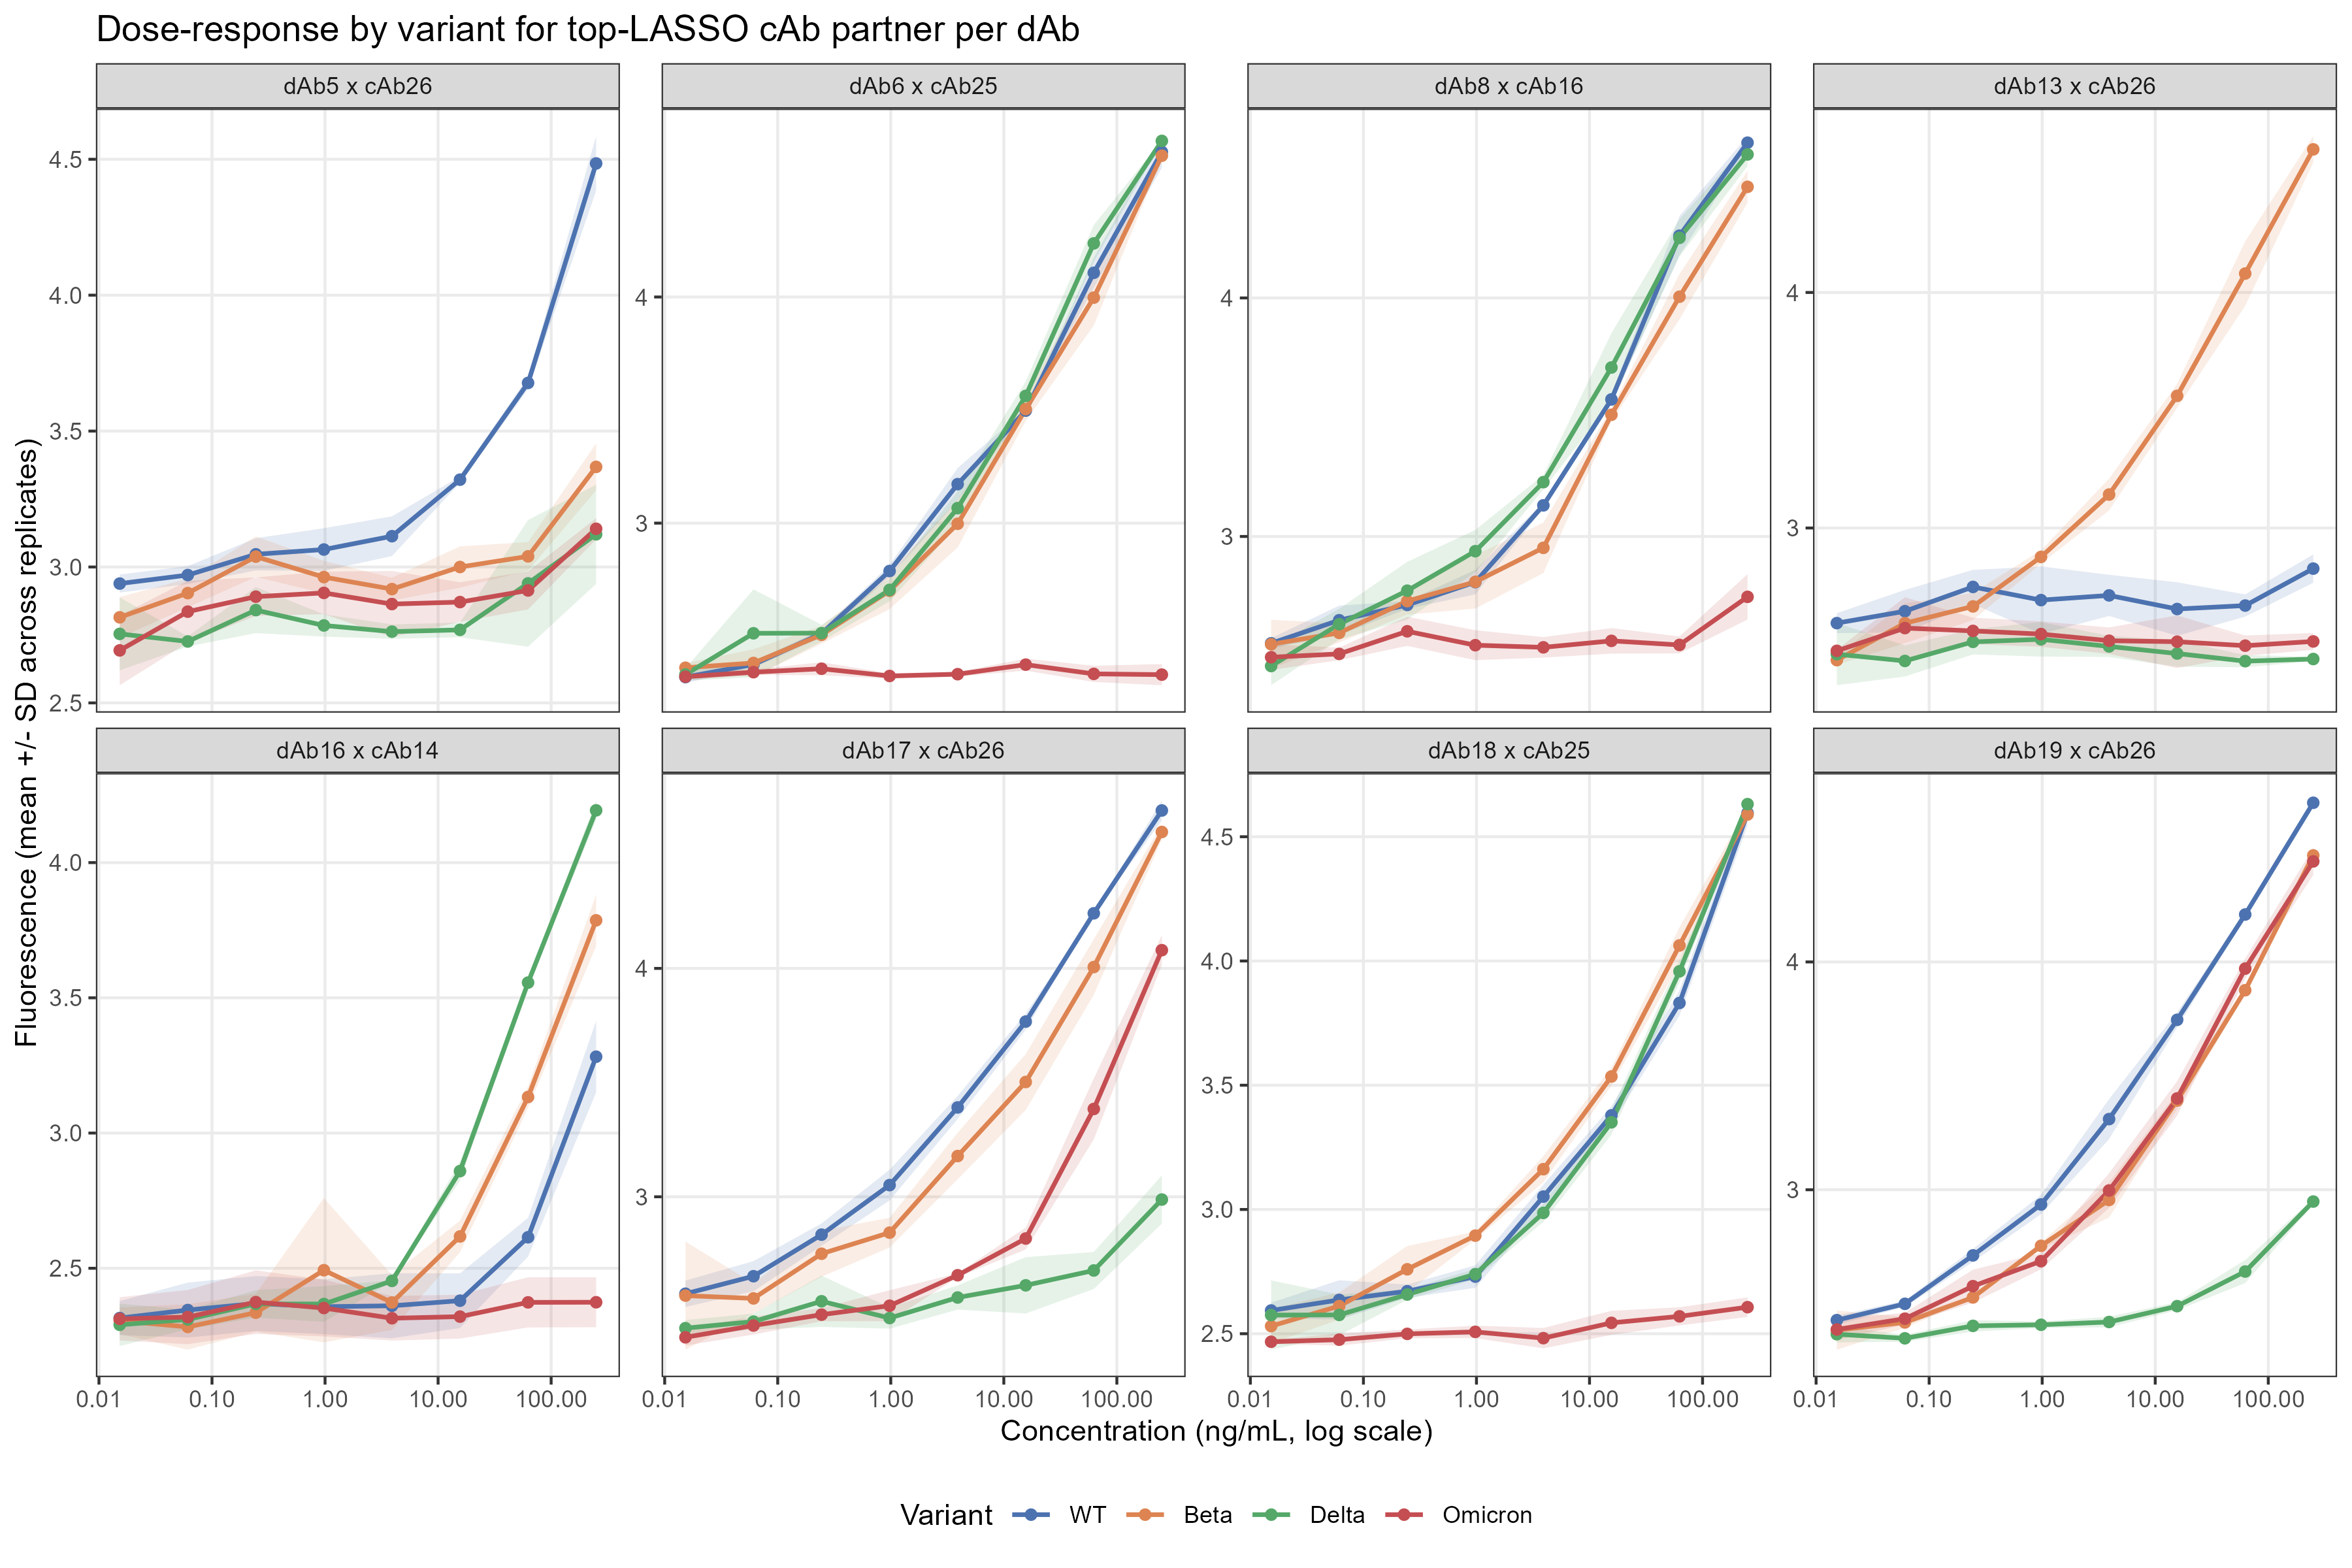 Dose-response by variant for top-LASSO cAb partner per dAb
Fluorescence (mean +/- SD across replicates)
dAb5 x cAb26
4.5
4.0
3.5
3.0
2.5
dAb6 x cAb25
4
3
dAb8 x cAb16
4
3
dAb13 x cAb26
4
3
dAb16 x cAb14
4.0
3.5
3.0
2.5
0.01 0.10 1.00 10.00 100.00
dAb17 x cAb26
4
3
0.01 0.10 1.00 10.00 100.00
dAb18 x cAb25
4.5
4.0
3.5
3.0
2.5
0.01 0.10 1.00 10.00 100.00
dAb19 x cAb26
4
3
0.01 0.10 1.00 10.00 100.00
Concentration (ng/mL, log scale)
Variant WT Beta Delta Omicron